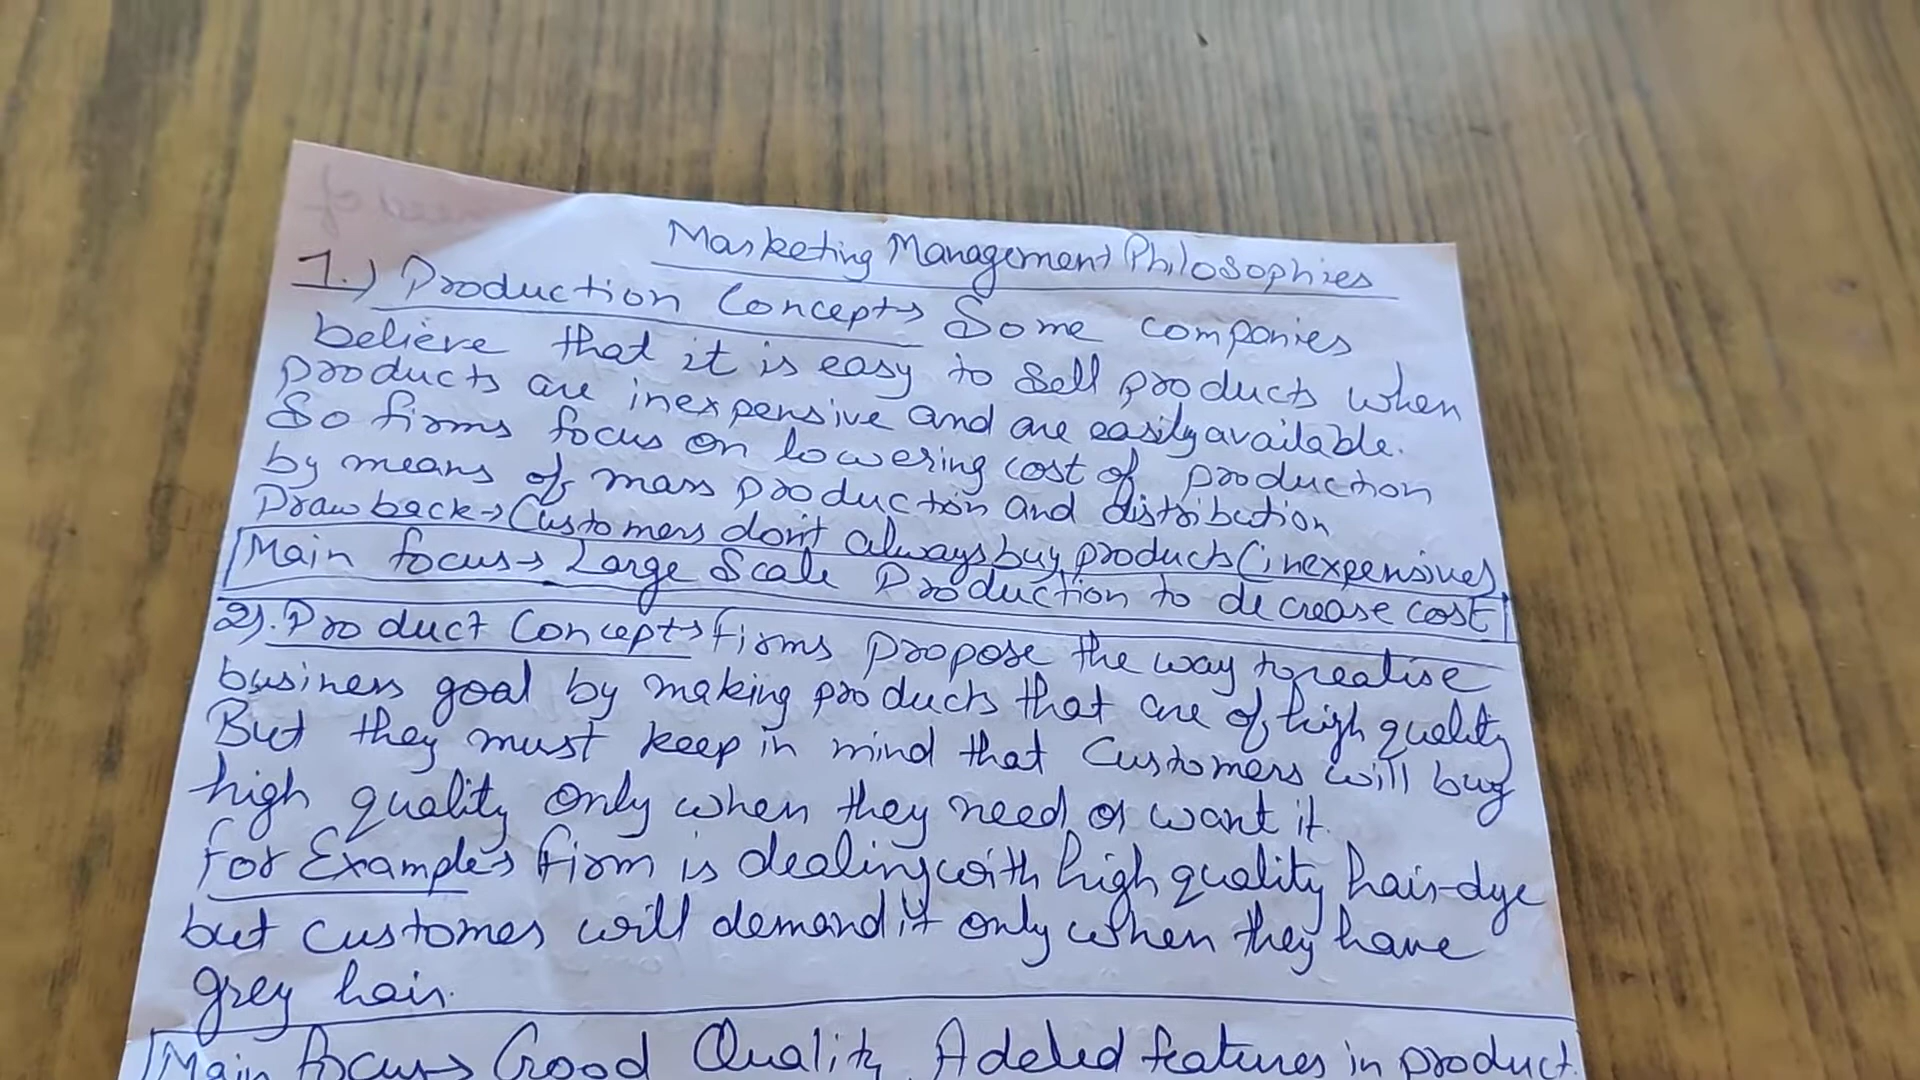 Marketing Management Philosophies
1.) Production Concept→ Some companies
believe that it is easy to sell products when
products are inexpensive and are easily available.
So firms focus on lowering cost of production
by means of mass production and distribution
Drawback→ Customers don't always buy products (inexpensive)
Main focus→ Large Scale Production to decrease cost
2). Product Concept→ firms propose the way to realise
business goal by making products that are of high quality
But they must keep in mind that Customers will buy
high quality only when they need or want it.
For Example→ firm is dealing with high quality hair-dye
but customers will demand it only when they have
grey hair.
Main focus→ Good Quality, Added features in product.